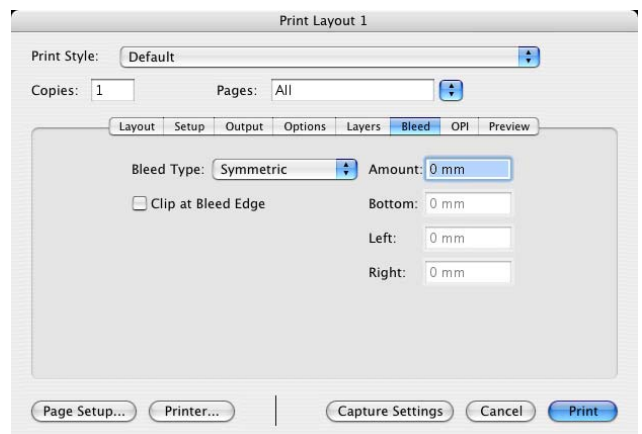 Print Layout 1
Print Style: Default
Copies: 1 Pages: All
Layout Setup Output Options Layers Bleed OPI Preview
Bleed Type: Symmetric Amount: 0 mm
Clip at Bleed Edge Bottom: 0 mm
Left: 0 mm
Right: 0 mm
Page Setup... Printer... Capture Settings Cancel Print